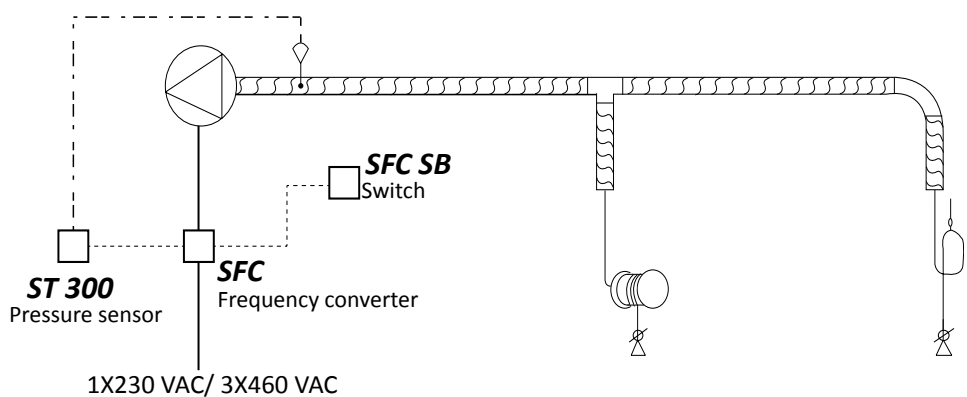 SFC SB
Switch
ST 300
Pressure sensor
SFC
Frequency converter
1X230 VAC/ 3X460 VAC